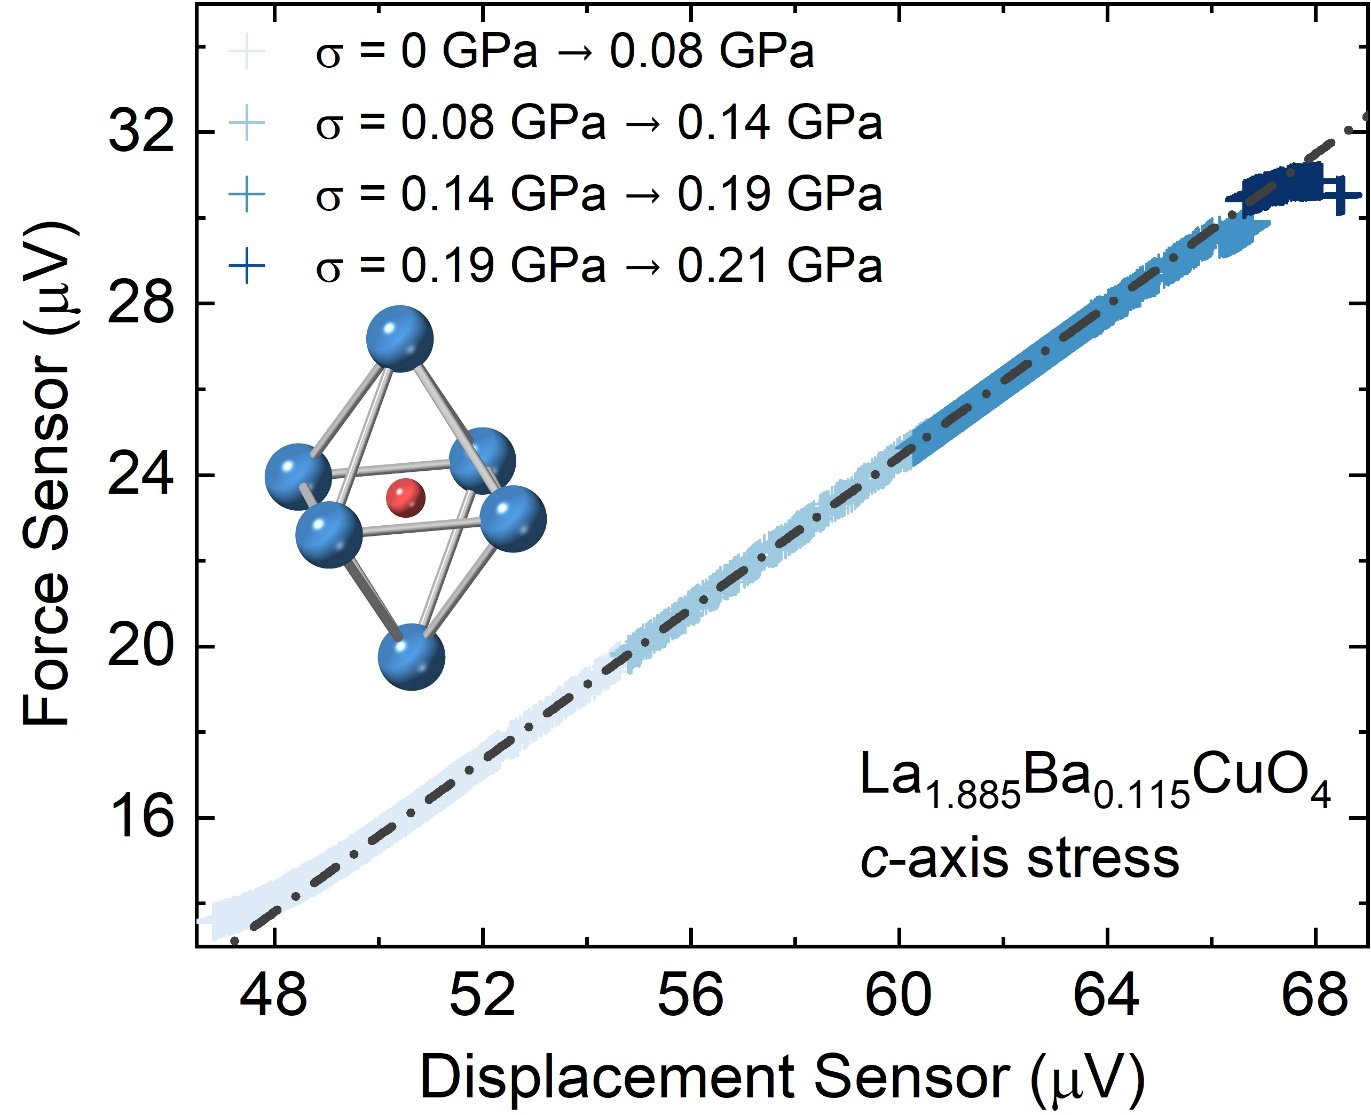 σ = 0 GPa → 0.08 GPa
σ = 0.08 GPa → 0.14 GPa
σ = 0.14 GPa → 0.19 GPa
σ = 0.19 GPa → 0.21 GPa
32
28
24
20
16
Force Sensor (μV)
La₁.₈₈₅Ba₀.₁₁₅CuO₄
c-axis stress
48 52 56 60 64 68
Displacement Sensor (μV)